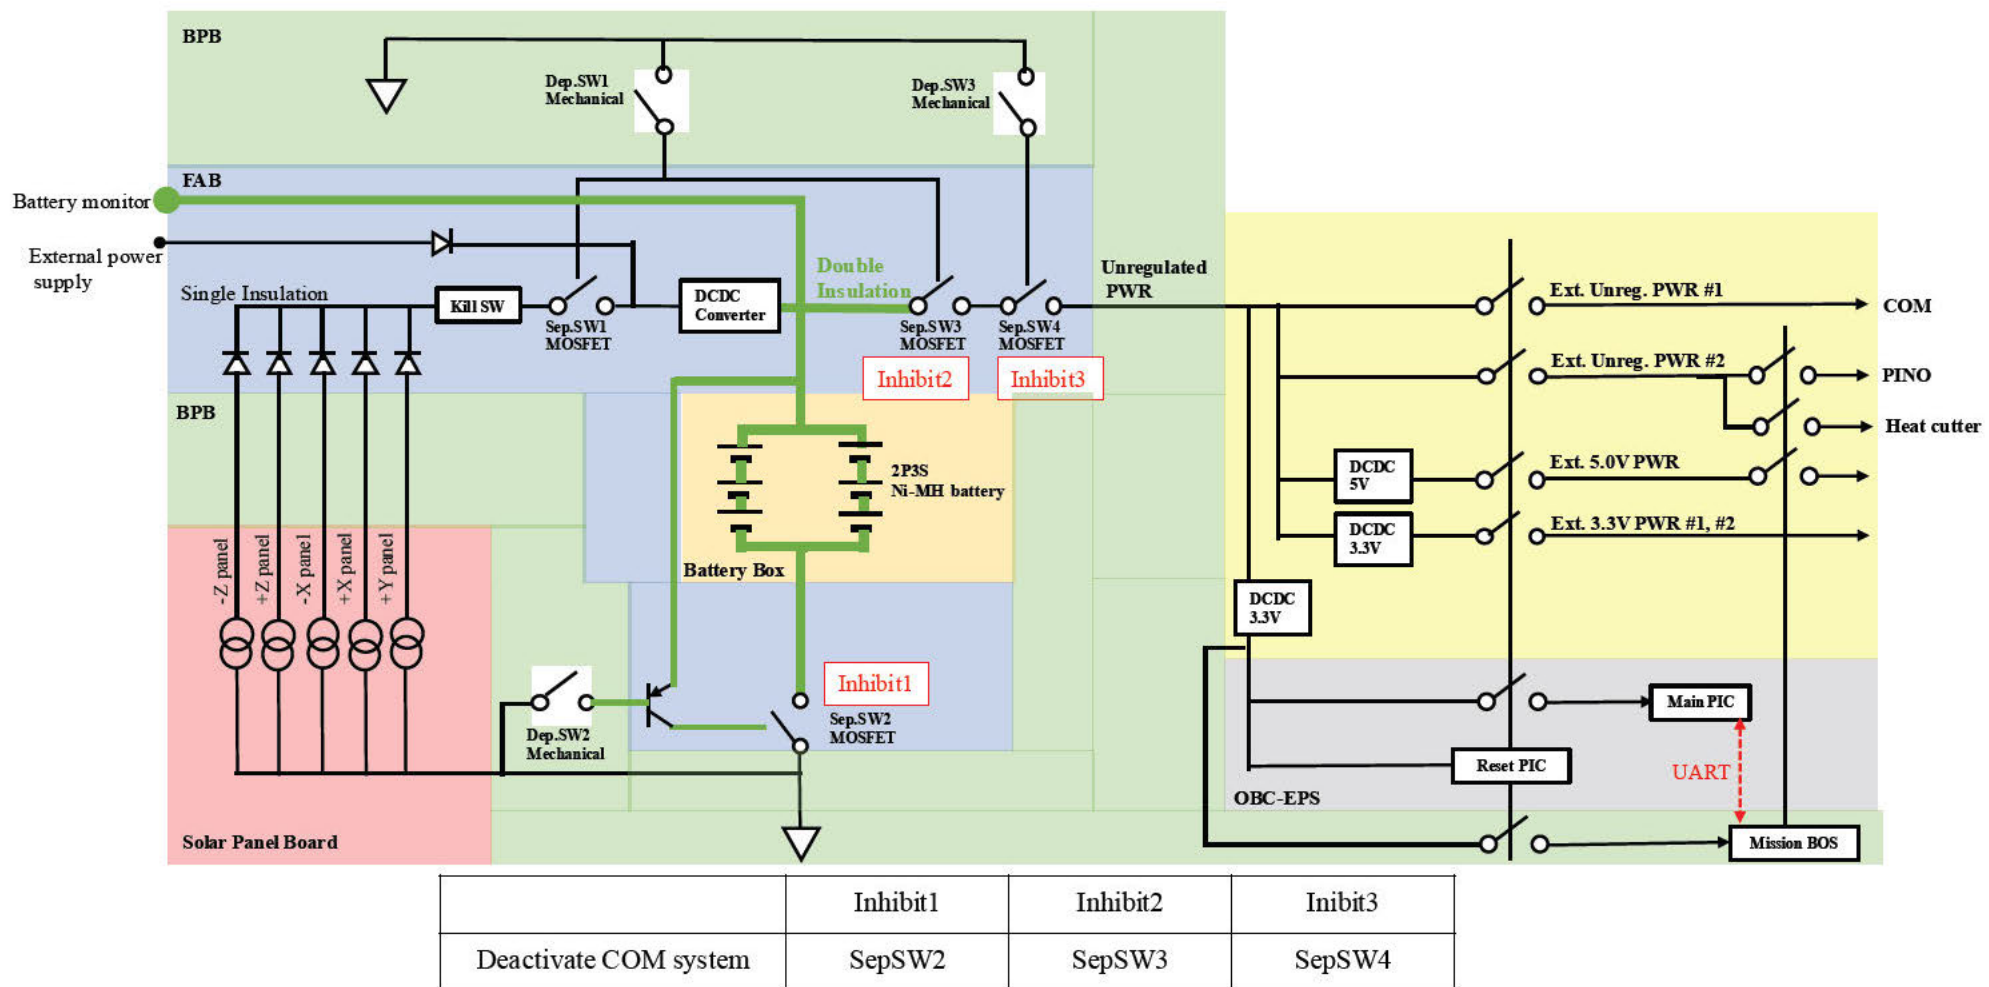 BPB
Dep.SW1
Mechanical
Dep.SW3
Mechanical
FAB
Battery monitor
External power
supply
Single Insulation
Kill SW
Sep.SW1
MOSFET
DCDC
Converter
Double
Insulation
Sep.SW3
MOSFET
Sep.SW4
MOSFET
Inhibit2
Inhibit3
Unregulated
PWR
Ext. Unreg. PWR #1
COM
Ext. Unreg. PWR #2
PINO
Heat cutter
DCDC
5V
Ext. 5.0V PWR
DCDC
3.3V
Ext. 3.3V PWR #1, #2
DCDC
3.3V
BPB
2P3S
Ni-MH battery
Battery Box
-Z panel
+Z panel
-X panel
+X panel
+Y panel
Inhibit1
Sep.SW2
MOSFET
Dep.SW2
Mechanical
Main PIC
Reset PIC
UART
OBC-EPS
Mission BOS
Solar Panel Board
Inhibit1 Inhibit2 Inibit3
Deactivate COM system SepSW2 SepSW3 SepSW4